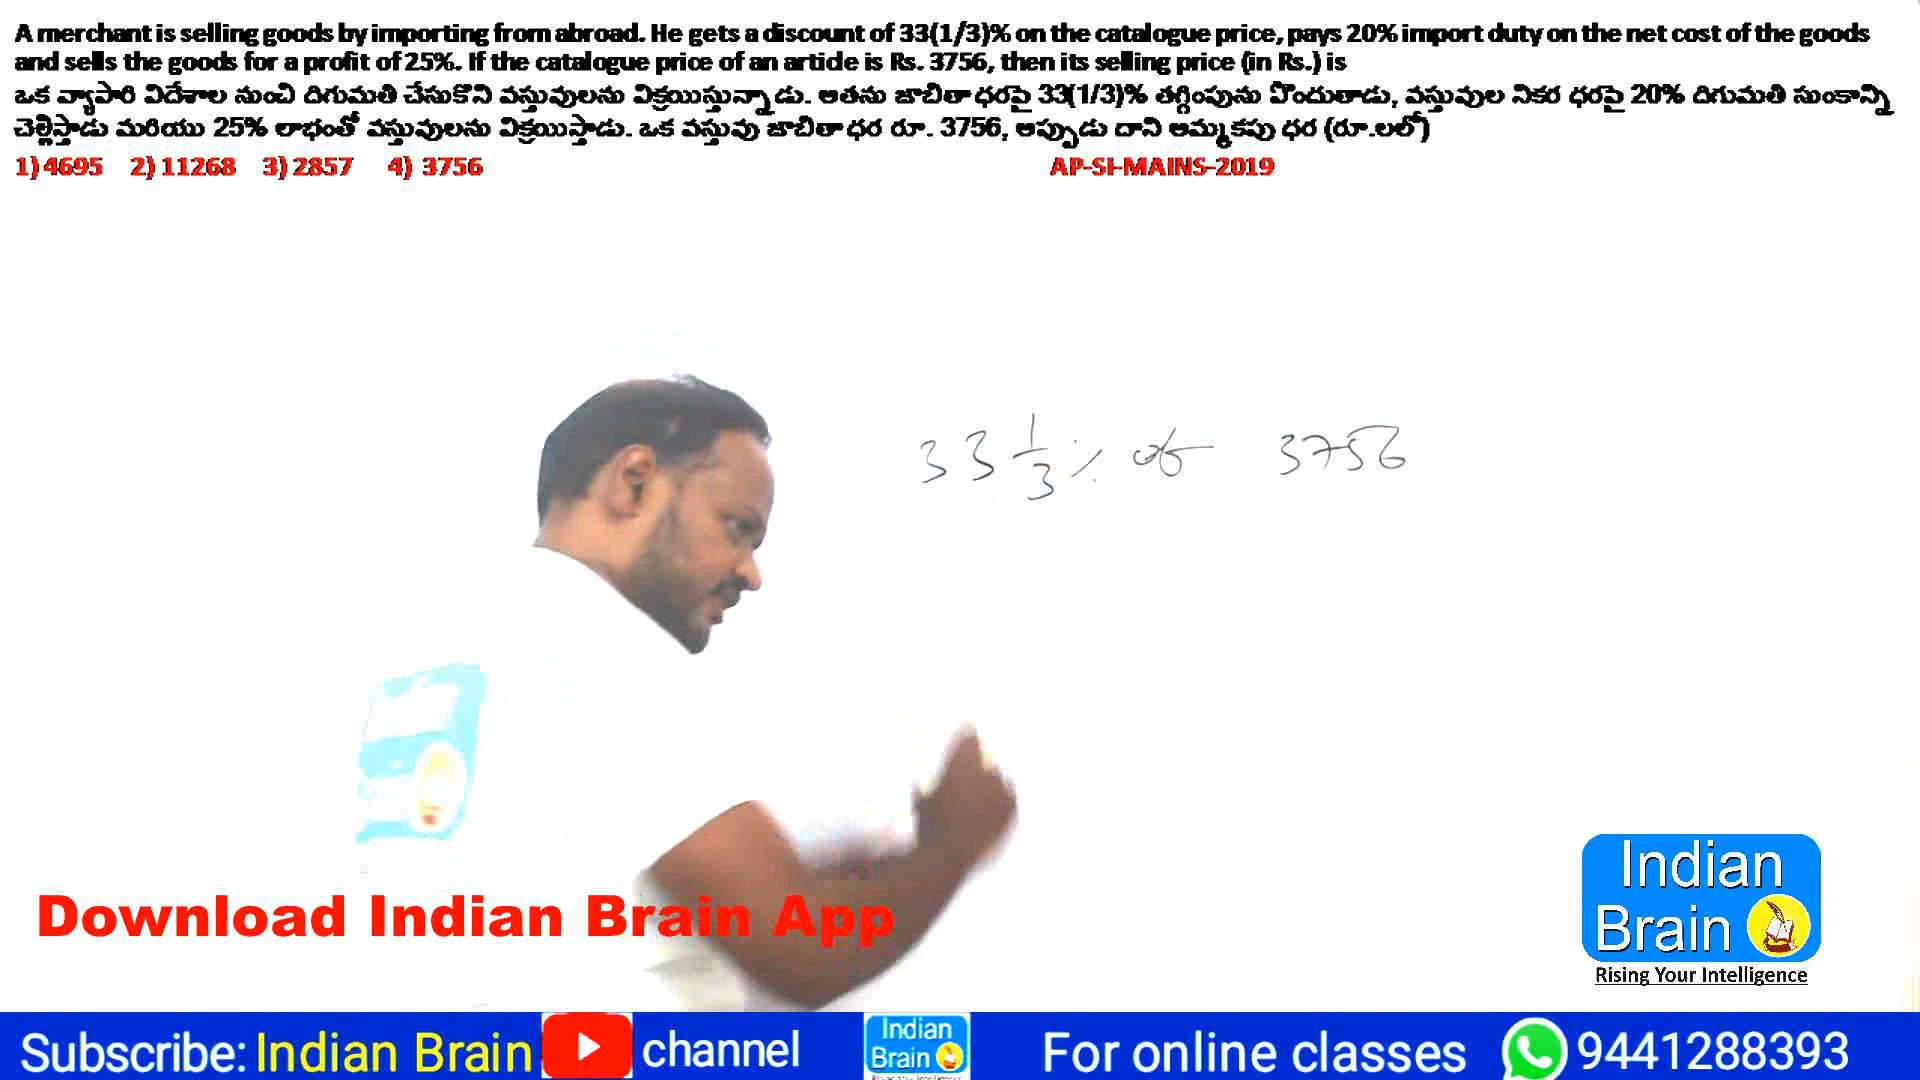 A merchant is selling goods by importing from abroad. He gets a discount of 33(1/3)% on the catalogue price, pays 20% import duty on the net cost of the goods
and sells the goods for a profit of 25%. If the catalogue price of an article is Rs. 3756, then its selling price (in Rs.) is
ఒక వ్యాపారి విదేశాల నుంచి దిగుమతి చేసుకొని వస్తువులను విక్రయిస్తున్నాడు. అతను జాబితా ధరపై 33(1/3)% తగ్గింపును పొందుతాడు, వస్తువుల నికర ధరపై 20% దిగుమతి సుంకాన్ని
చెల్లిస్తాడు మరియు 25% లాభంతో వస్తువులను విక్రయిస్తాడు. ఒక వస్తువు జాబితా ధర రూ. 3756, అప్పుడు దాని అమ్మకపు ధర (రూ.లలో)
1) 4695 2) 11268 3) 2857 4) 3756 AP-SI-MAINS-2019
33 1/3 % of 3756
Download Indian Brain App
Indian
Brain
Rising Your Intelligence
Subscribe: Indian Brain channel Indian Brain For online classes 9441288393